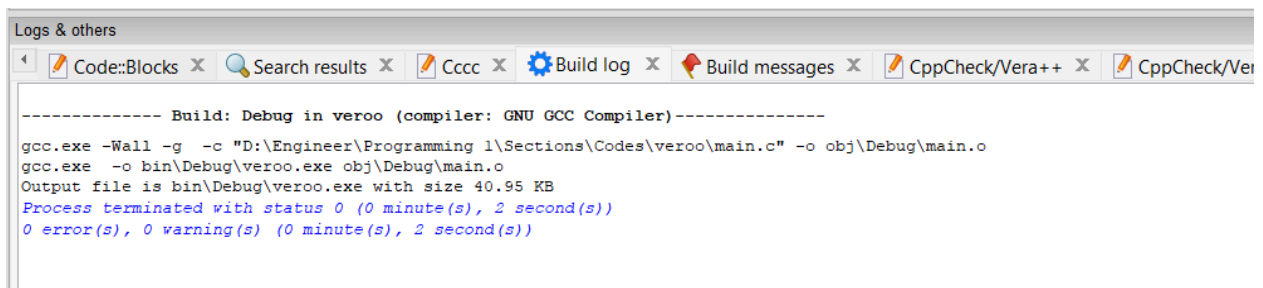 Logs & others
Code::Blocks X Search results X Cccc X Build log X Build messages X CppCheck/Vera++ X CppCheck/Ver
-------------- Build: Debug in veroo (compiler: GNU GCC Compiler)---------------
gcc.exe -Wall -g  -c "D:\Engineer\Programming 1\Sections\Codes\veroo\main.c" -o obj\Debug\main.o
gcc.exe  -o bin\Debug\veroo.exe obj\Debug\main.o
Output file is bin\Debug\veroo.exe with size 40.95 KB
Process terminated with status 0 (0 minute(s), 2 second(s))
0 error(s), 0 warning(s) (0 minute(s), 2 second(s))